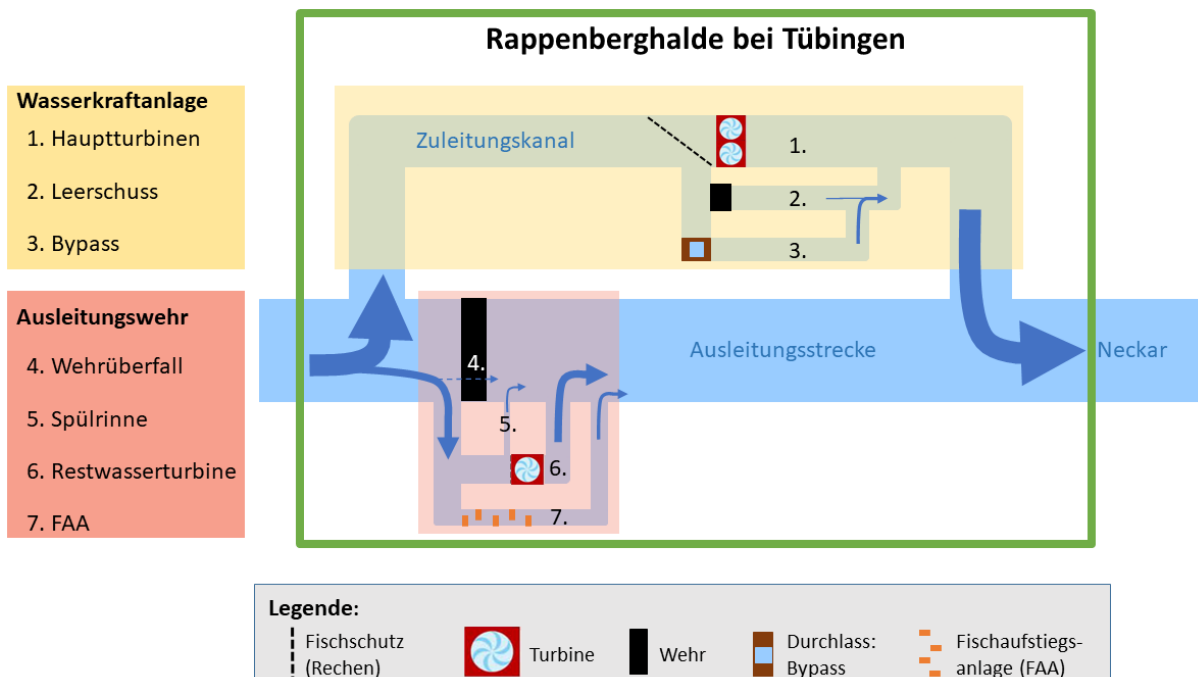 Rappenberghalde bei Tübingen
Wasserkraftanlage
1. Hauptturbinen
2. Leerschuss
3. Bypass
Zuleitungskanal
1.
2.
3.
Ausleitungswehr
4. Wehrüberfall
5. Spülrinne
6. Restwasserturbine
7. FAA
4.
5.
6.
7.
Ausleitungsstrecke
Neckar
Legende:
Fischschutz
(Rechen)
Turbine
Wehr
Durchlass:
Bypass
Fischaufstiegs-
anlage (FAA)